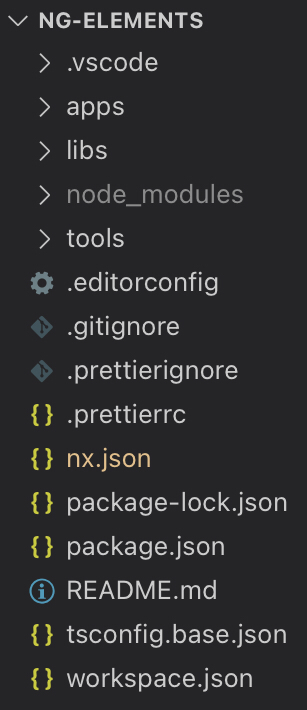 NG-ELEMENTS
.vscode
apps
libs
node_modules
tools
.editorconfig
.gitignore
.prettierignore
.prettierrc
nx.json
package-lock.json
package.json
README.md
tsconfig.base.json
workspace.json